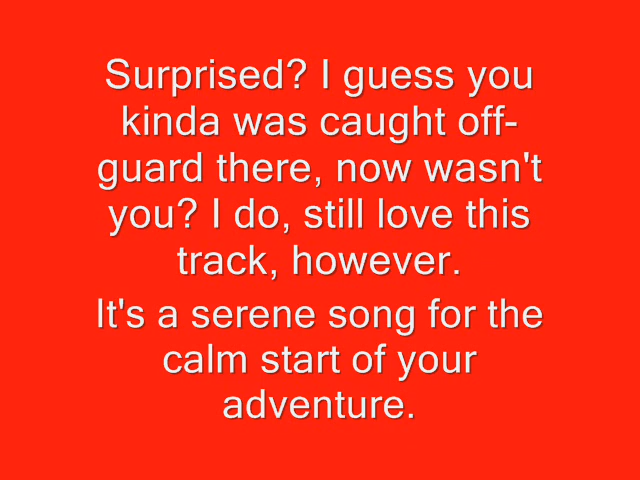 Surprised? I guess you
kinda was caught off-
guard there, now wasn't
you? I do, still love this
track, however.
It's a serene song for the
calm start of your
adventure.